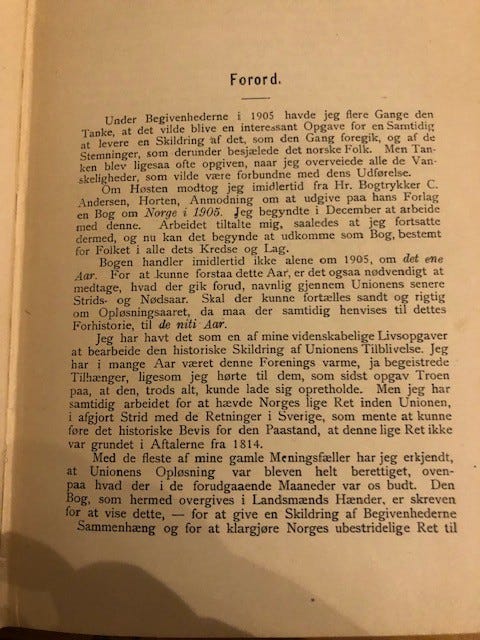 Forord.
Under Begivenhederne i 1905 havde jeg flere Gange den
Tanke, at det vilde blive en interessant Opgave for en Samtidig
at levere en Skildring af det, som den Gang foregik, og af de
Stemninger, som derunder besjælede det norske Folk. Men Tan-
ken blev ligesaa ofte opgiven, naar jeg overveiede alle de Van-
skeligheder, som vilde være forbundne med dens Udførelse.
Om Høsten modtog jeg imidlertid fra Hr. Bogtrykker C.
Andersen, Horten, Anmodning om at udgive paa hans Forlag
en Bog om Norge i 1905. Jeg begyndte i December at arbeide
med denne. Arbeidet tiltalte mig, saaledes at jeg fortsatte
dermed, og nu kan det begynde at udkomme som Bog, bestemt
for Folket i alle dets Kredse og Lag.
Bogen handler imidlertid ikke alene om 1905, om det ene
Aar. For at kunne forstaa dette Aar, er det ogsaa nødvendigt at
medtage, hvad der gik forud, navnlig gjennem Unionens senere
Strids- og Nødsaar. Skal der kunne fortælles sandt og rigtig
om Opløsningsaaret, da maa der samtidig henvises til dettes
Forhistorie, til de niti Aar.
Jeg har havt det som en af mine videnskabelige Livsopgaver
at bearbeide den historiske Skildring af Unionens Tilblivelse. Jeg
har i mange Aar været denne Forenings varme, ja begeistrede
Tilhænger, ligesom jeg hørte til dem, som sidst opgav Troen
paa, at den, trods alt, kunde lade sig opretholde. Men jeg har
samtidig arbeidet for at hævde Norges lige Ret inden Unionen,
i afgjort Strid med de Retninger i Sverige, som mente at kunne
føre det historiske Bevis for den Paastand, at denne lige Ret ikke
var grundet i Aftalerne fra 1814.
Med de fleste af mine gamle Meningsfæller har jeg erkjendt,
at Unionens Opløsning var bleven helt berettiget, oven-
paa hvad der i de forudgaaende Maaneder var os budt. Den
Bog, som hermed overgives i Landsmænds Hænder, er skreven
for at vise dette, — for at give en Skildring af Begivenhederne
Sammenhæng og for at klargjøre Norges ubestridelige Ret til